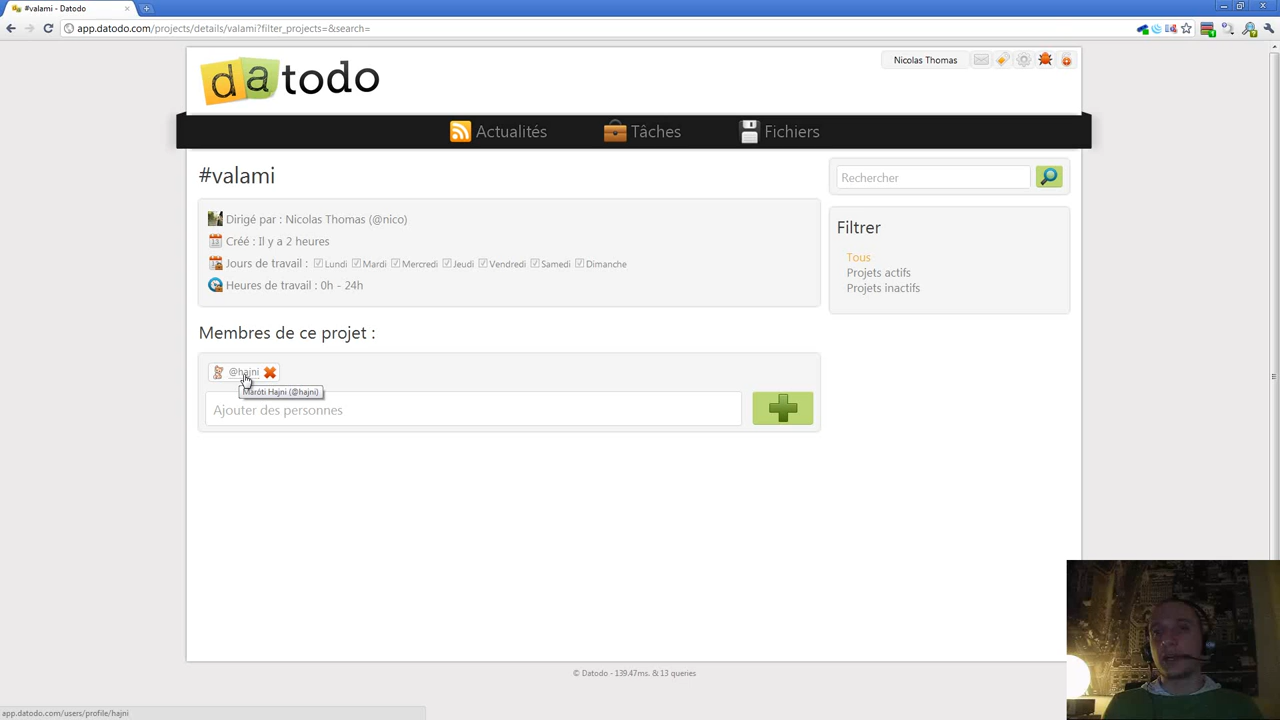 #valami - Datodo
app.datodo.com/projects/details/valami?filter_projects=&search=
datodo
Nicolas Thomas
Actualités
Tâches
Fichiers
#valami
Rechercher
Dirigé par : Nicolas Thomas (@nico)
Créé : Il y a 2 heures
Jours de travail : Lundi Mardi Mercredi Jeudi Vendredi Samedi Dimanche
Heures de travail : 0h - 24h
Filtrer
Tous
Projets actifs
Projets inactifs
Membres de ce projet :
@hajni
Maróti Hajni (@hajni)
Ajouter des personnes
© Datodo - 139.47ms. & 13 queries
app.datodo.com/users/profile/hajni